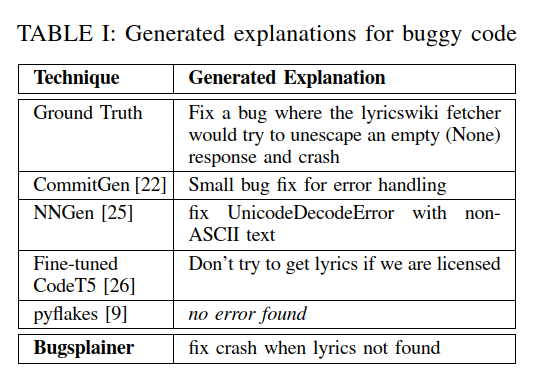 TABLE I: Generated explanations for buggy code
Technique Generated Explanation
Ground Truth Fix a bug where the lyricswiki fetcher
would try to unescape an empty (None)
response and crash
CommitGen [22] Small bug fix for error handling
NNGen [25] fix UnicodeDecodeError with non-
ASCII text
Fine-tuned Don't try to get lyrics if we are licensed
CodeT5 [26]
pyflakes [9] no error found
Bugsplainer fix crash when lyrics not found